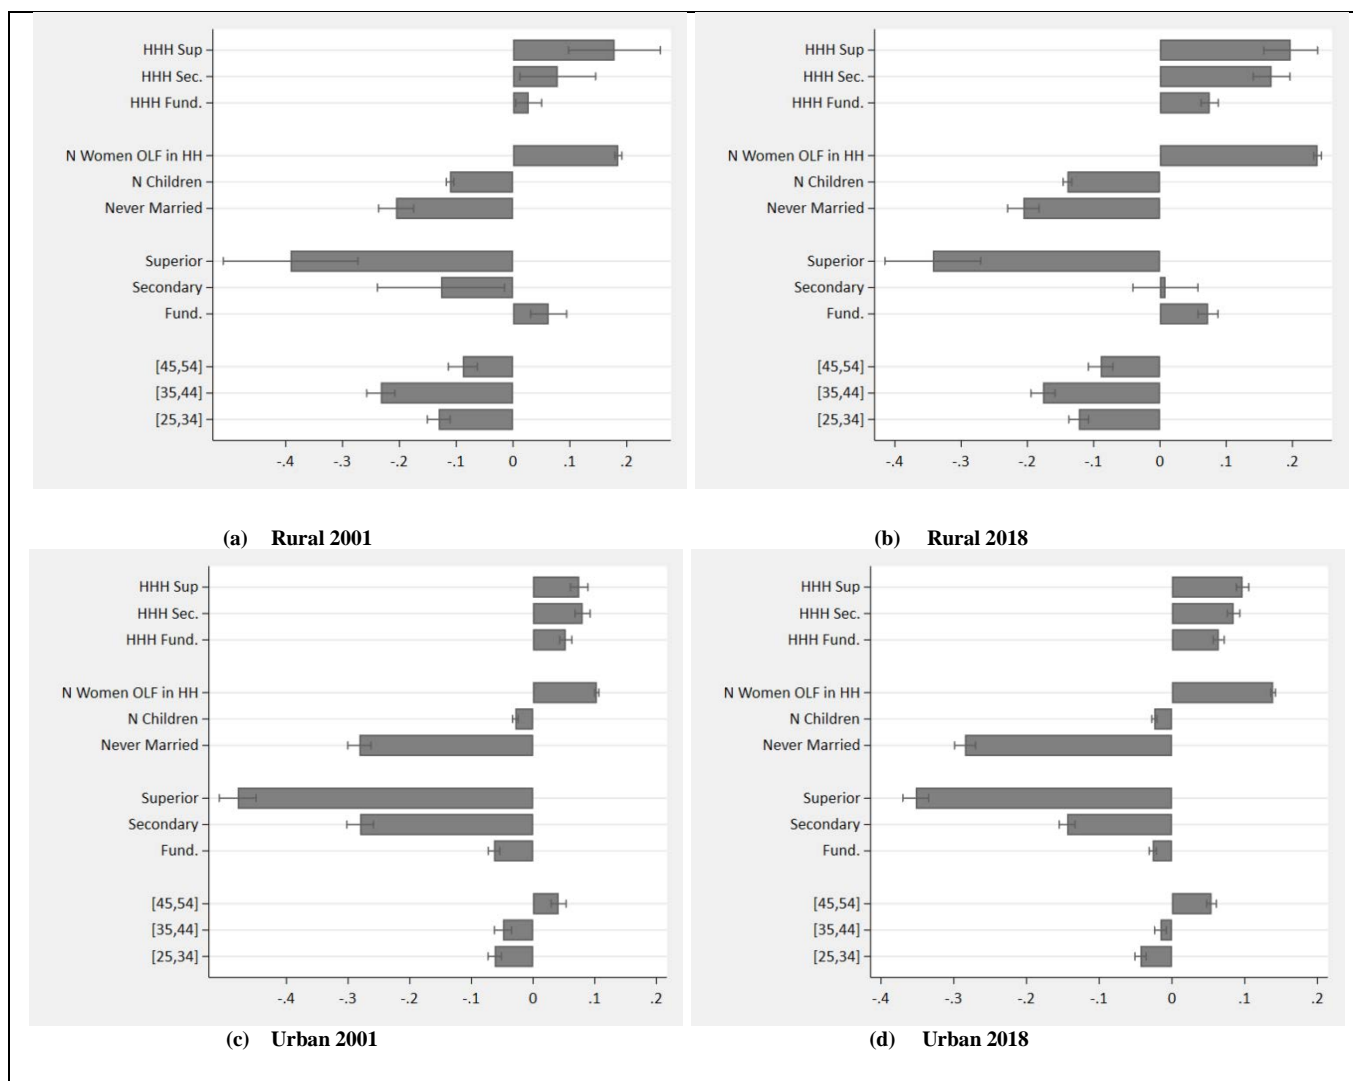 HHH Sup
HHH Sec.
HHH Fund.
N Women OLF in HH
N Children
Never Married
Superior
Secondary
Fund.
[45,54]
[35,44]
[25,34]
-.4 -.3 -.2 -.1 0 .1 .2
(a) Rural 2001
HHH Sup
HHH Sec.
HHH Fund.
N Women OLF in HH
N Children
Never Married
Superior
Secondary
Fund.
[45,54]
[35,44]
[25,34]
-.4 -.3 -.2 -.1 0 .1 .2
(b) Rural 2018
HHH Sup
HHH Sec.
HHH Fund.
N Women OLF in HH
N Children
Never Married
Superior
Secondary
Fund.
[45,54]
[35,44]
[25,34]
-.4 -.3 -.2 -.1 0 .1 .2
(c) Urban 2001
HHH Sup
HHH Sec.
HHH Fund.
N Women OLF in HH
N Children
Never Married
Superior
Secondary
Fund.
[45,54]
[35,44]
[25,34]
-.4 -.3 -.2 -.1 0 .1 .2
(d) Urban 2018